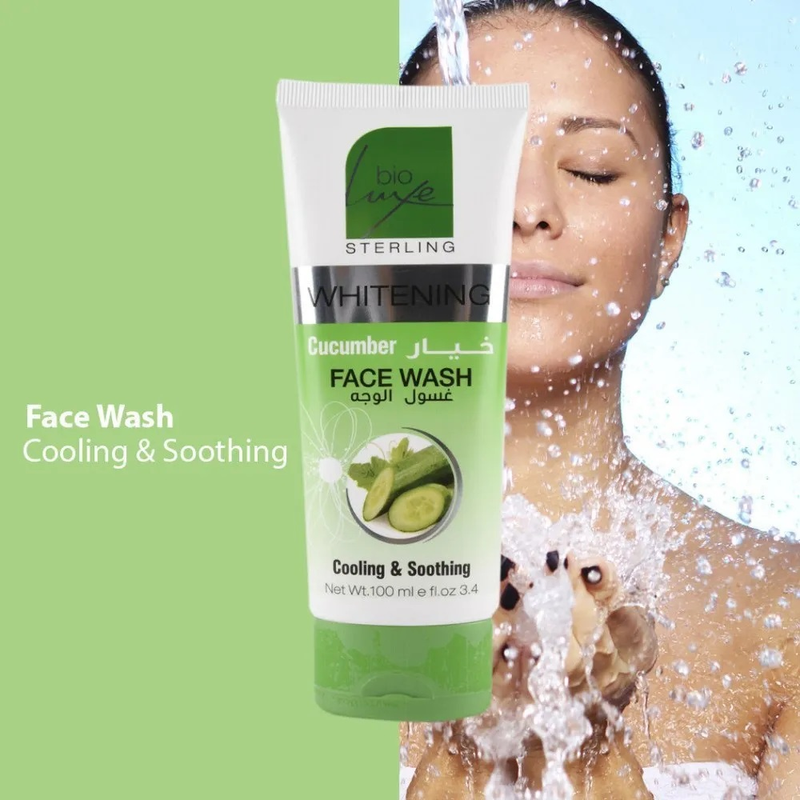 bio
luxe
STERLING
WHITENING
Cucumber خيار
FACE WASH
غسول الوجه
Cooling & Soothing
Net Wt.100 ml e fl.oz 3.4
Face Wash
Cooling & Soothing